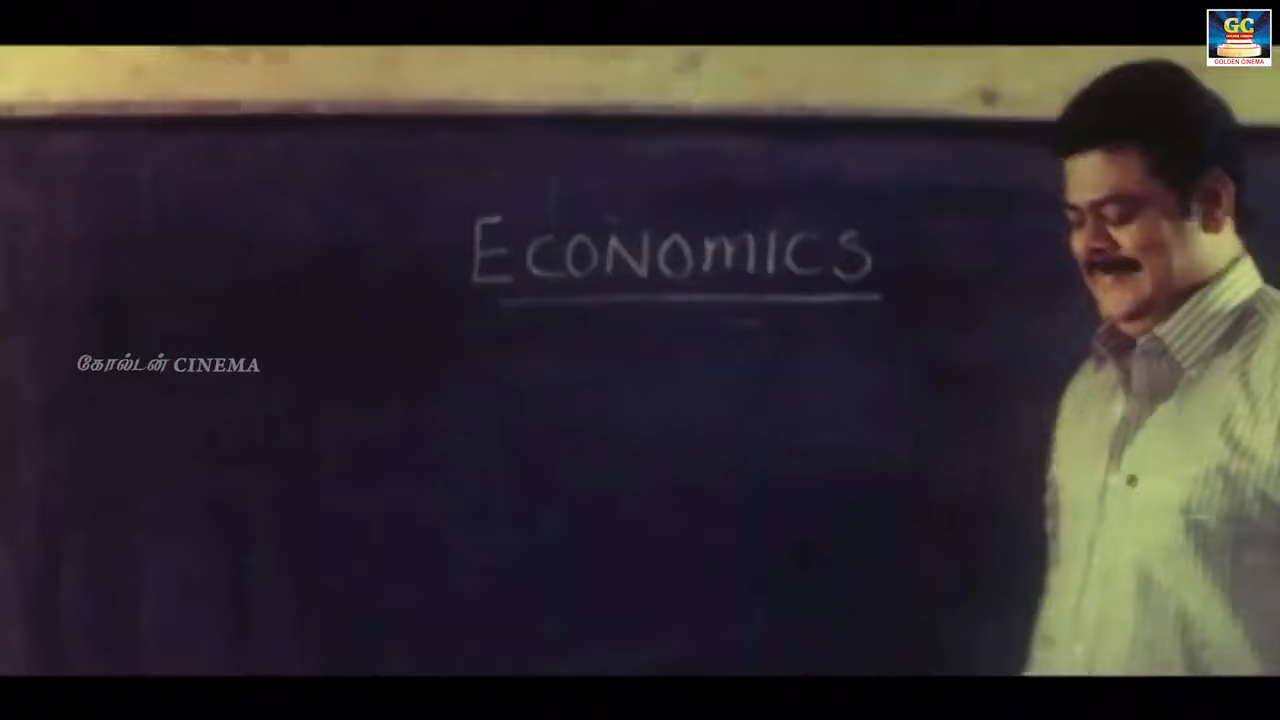 GC
GOLDEN CINEMA
ECONOMICS
கோல்டன் CINEMA